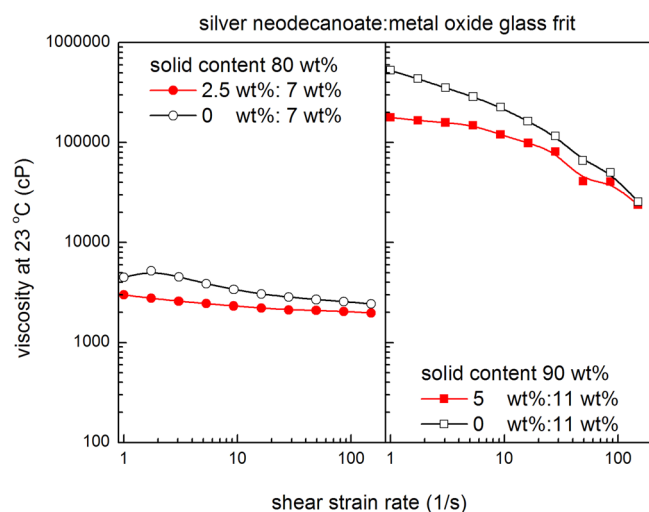 silver neodecanoate:metal oxide glass frit
viscosity at 23 °C (cP)
1000000
100000
10000
1000
100
solid content 80 wt%
2.5 wt%: 7 wt%
0 wt%: 7 wt%
solid content 90 wt%
5 wt%:11 wt%
0 wt%:11 wt%
1 10 100 1 10 100
shear strain rate (1/s)